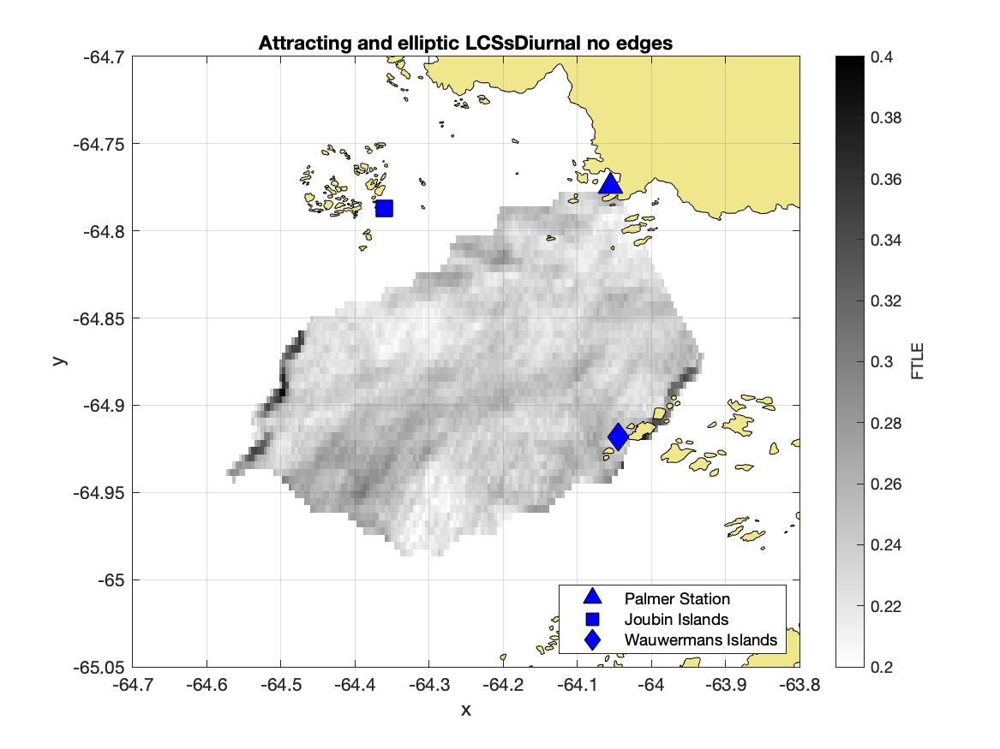 Attracting and elliptic LCSsDiurnal no edges
-64.7
-64.75
-64.8
-64.85
-64.9
-64.95
-65
-65.05
y
-64.7 -64.6 -64.5 -64.4 -64.3 -64.2 -64.1 -64 -63.9 -63.8
x
Palmer Station
Joubin Islands
Wauwermans Islands
0.4
0.38
0.36
0.34
0.32
0.3
0.28
0.26
0.24
0.22
0.2
FTLE